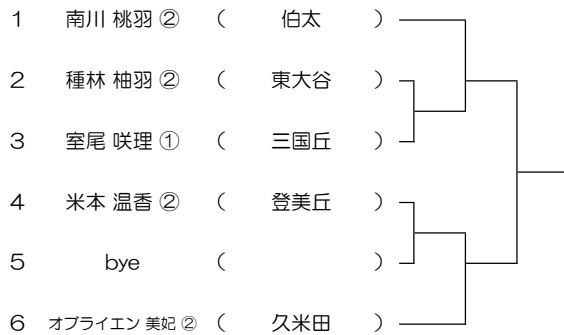 1 南川 桃羽 ② ( 伯太 )
2 種林 柚羽 ② ( 東大谷 )
3 室尾 咲理 ① ( 三国丘 )
4 米本 温香 ② ( 登美丘 )
5 bye ( )
6 オブライエン 美妃 ② ( 久米田 )